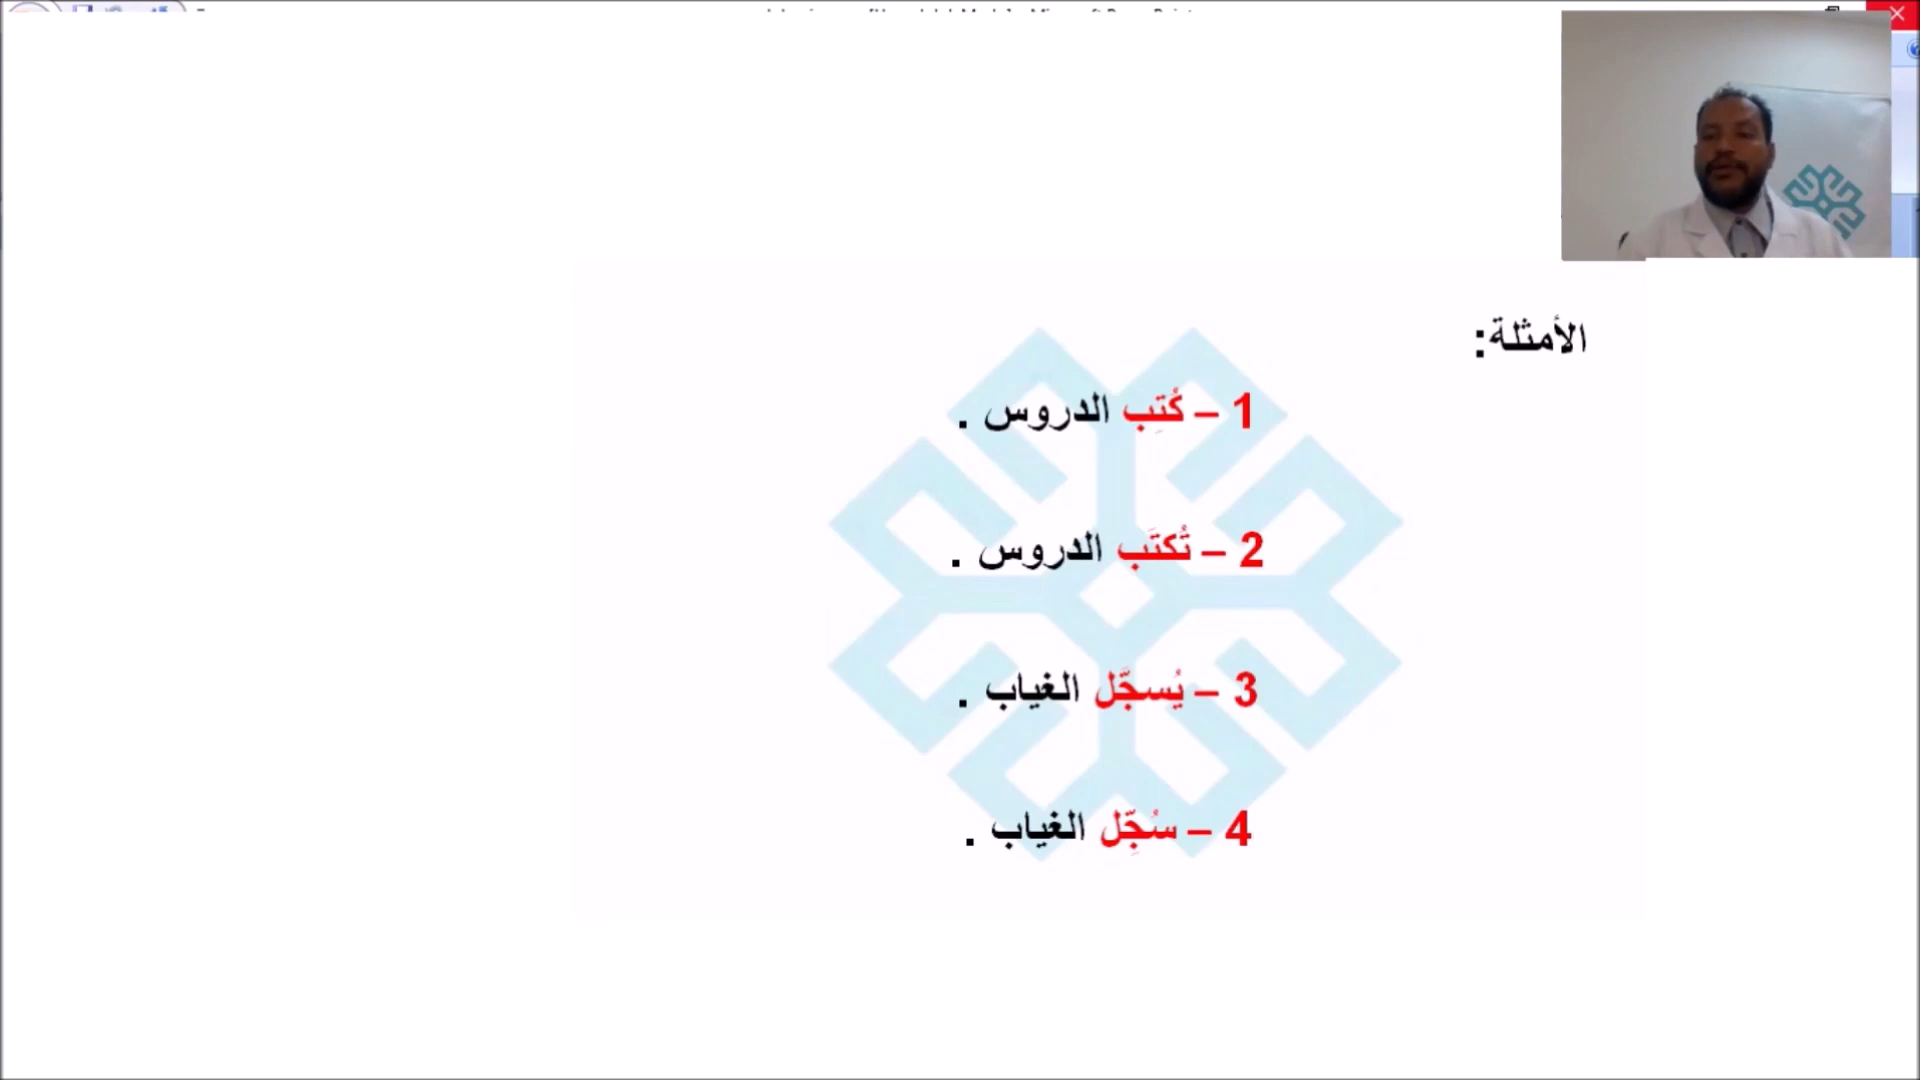 الأمثلة:
1 – كُتِب الدروس .
2 – تُكتَب الدروس .
3 – يُسجَّل الغياب .
4 – سُجِّل الغياب .